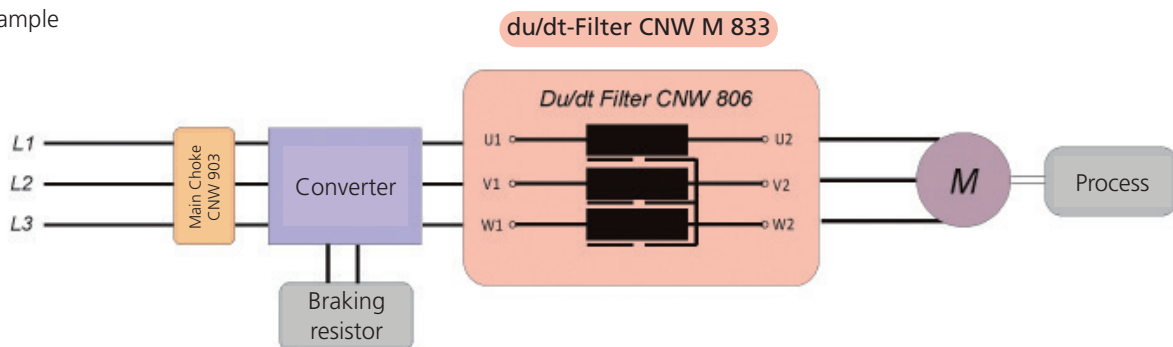 ample
du/dt-Filter CNW M 833
Du/dt Filter CNW 806
L1
L2
L3
Main Choke
CNW 903
Converter
Braking
resistor
U1
U2
V1
V2
W1
W2
M
Process